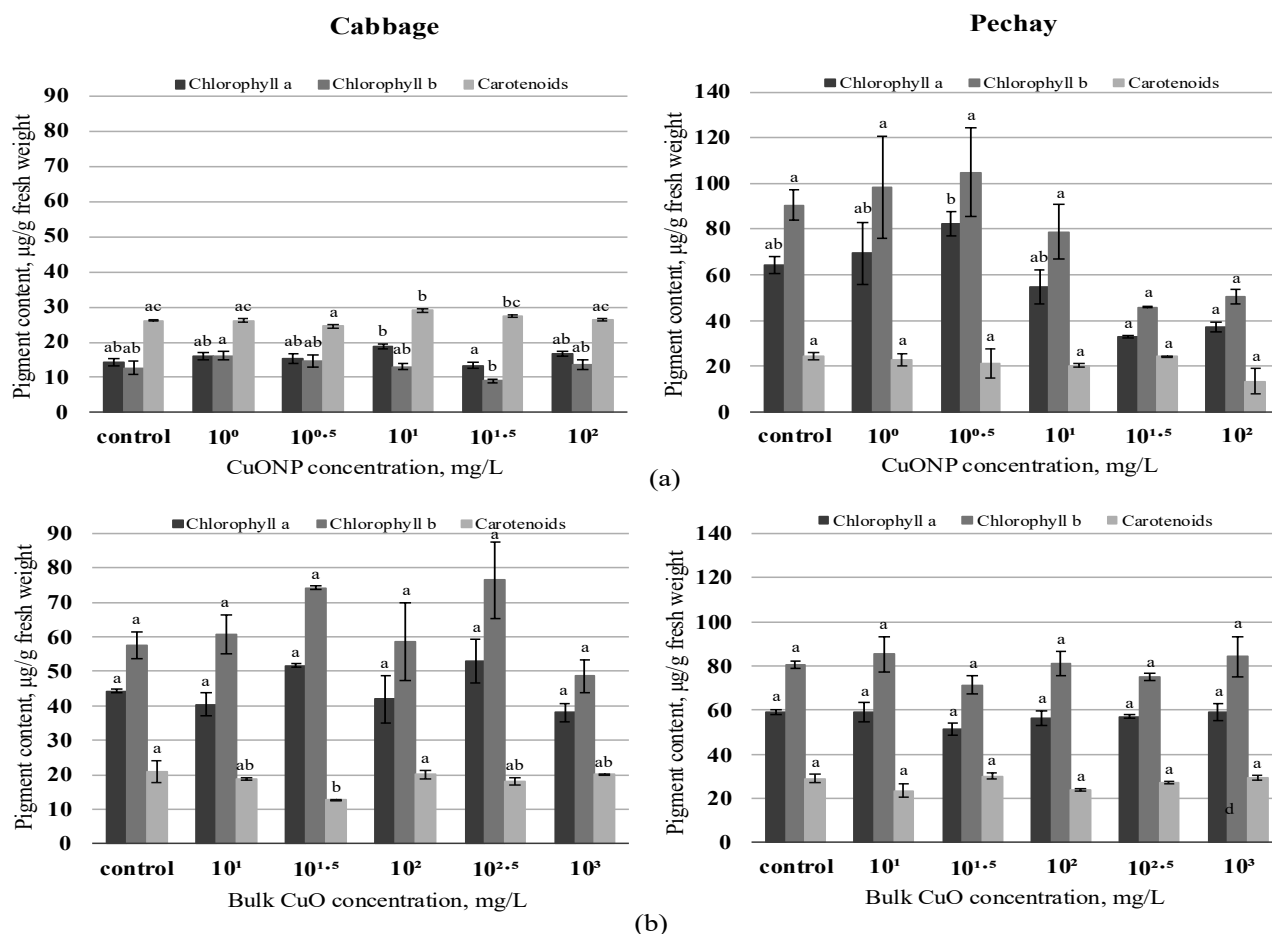 Cabbage
Pechay
Chlorophyll a Chlorophyll b Carotenoids
Pigment content, µg/g fresh weight
90
80
70
60
50
40
30
20
10
0
ab ab ac
ab a ac
ab ab a
b ab b
a b bc
ab ab ac
control 10⁰ 10⁰·⁵ 10¹ 10¹·⁵ 10²
CuONP concentration, mg/L
Chlorophyll a Chlorophyll b Carotenoids
Pigment content, µg/g fresh weight
140
120
100
80
60
40
20
0
ab a a
ab a a
b a a
ab a a
a a a
a a a
control 10⁰ 10⁰·⁵ 10¹ 10¹·⁵ 10²
CuONP concentration, mg/L
(a)
Chlorophyll a Chlorophyll b Carotenoids
Pigment content, µg/g fresh weight
90
80
70
60
50
40
30
20
10
0
a a a
a a ab
a a b
a a a
a a a
a a ab
control 10¹ 10¹·⁵ 10² 10²·⁵ 10³
Bulk CuO concentration, mg/L
Chlorophyll a Chlorophyll b Carotenoids
Pigment content, µg/g fresh weight
140
120
100
80
60
40
20
0
a a a
a a a
a a a
a a a
a a a
a a a
d
control 10¹ 10¹·⁵ 10² 10²·⁵ 10³
Bulk CuO concentration, mg/L
(b)